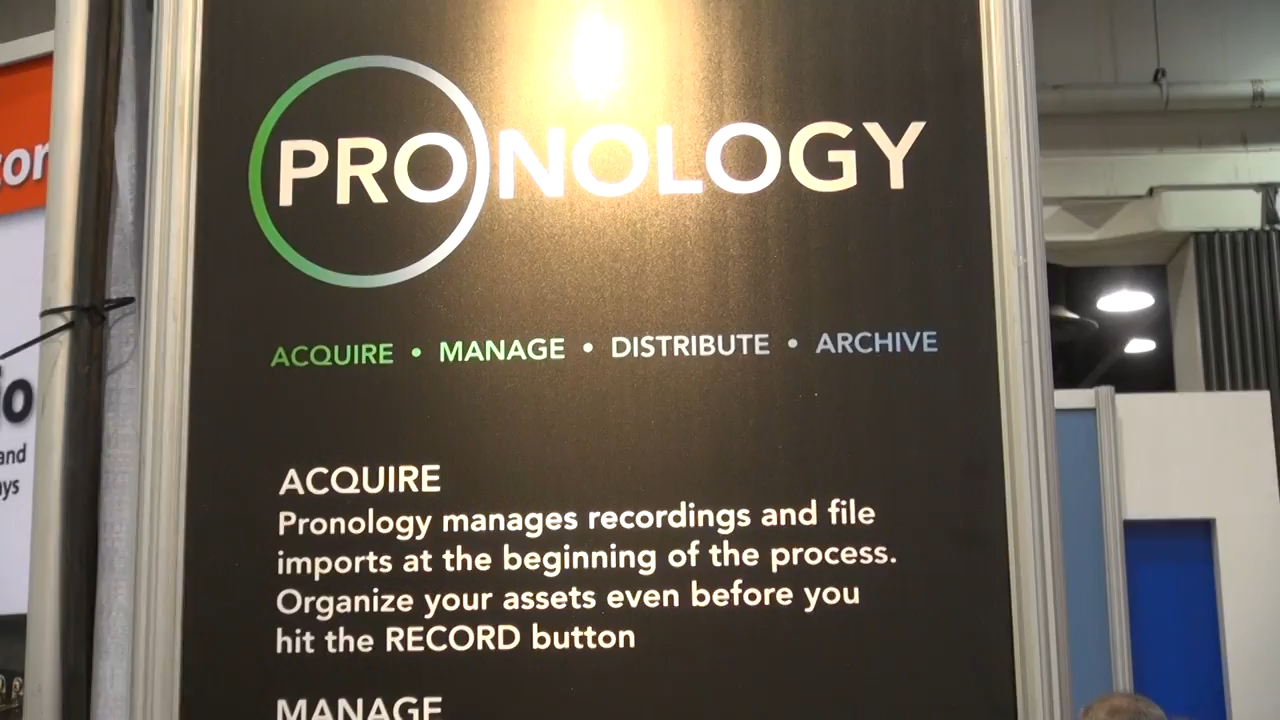 PRONOLOGY
ACQUIRE • MANAGE • DISTRIBUTE • ARCHIVE
ACQUIRE
Pronology manages recordings and file
imports at the beginning of the process.
Organize your assets even before you
hit the RECORD button
MANAGE
and